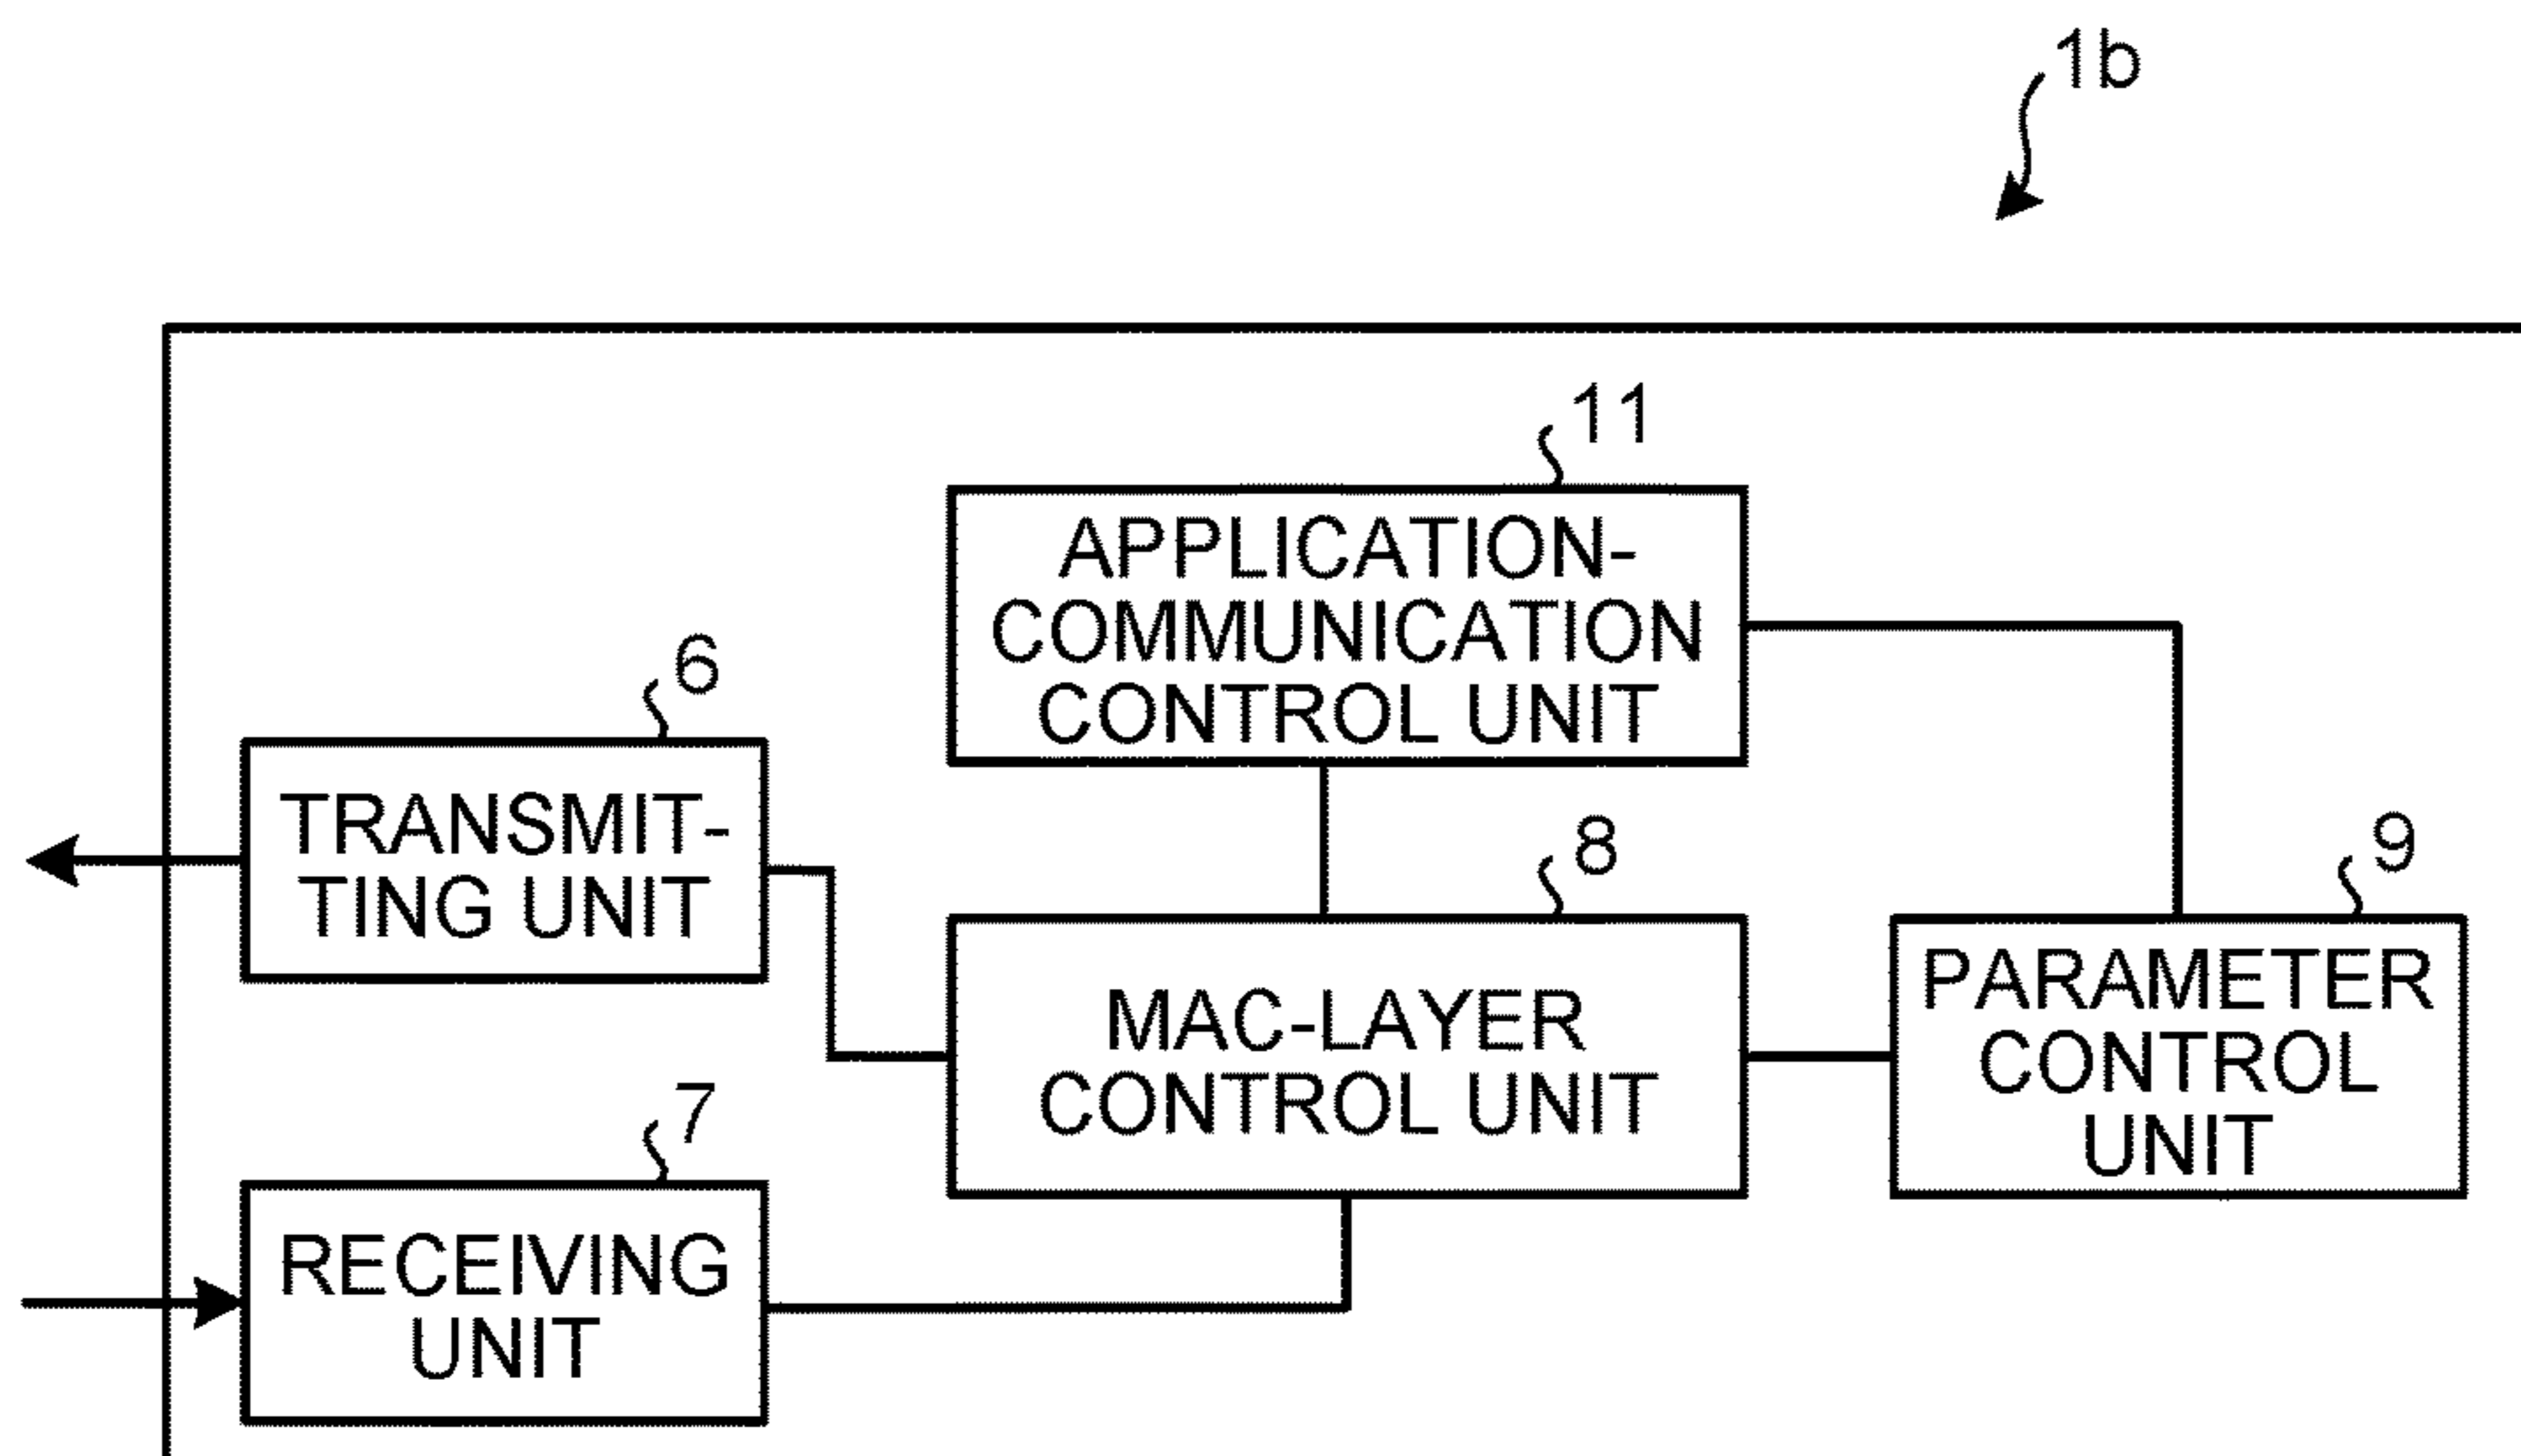 1b
11
APPLICATION-
COMMUNICATION
CONTROL UNIT
6
TRANSMIT-
TING UNIT
8
MAC-LAYER
CONTROL UNIT
9
PARAMETER
CONTROL
UNIT
7
RECEIVING
UNIT